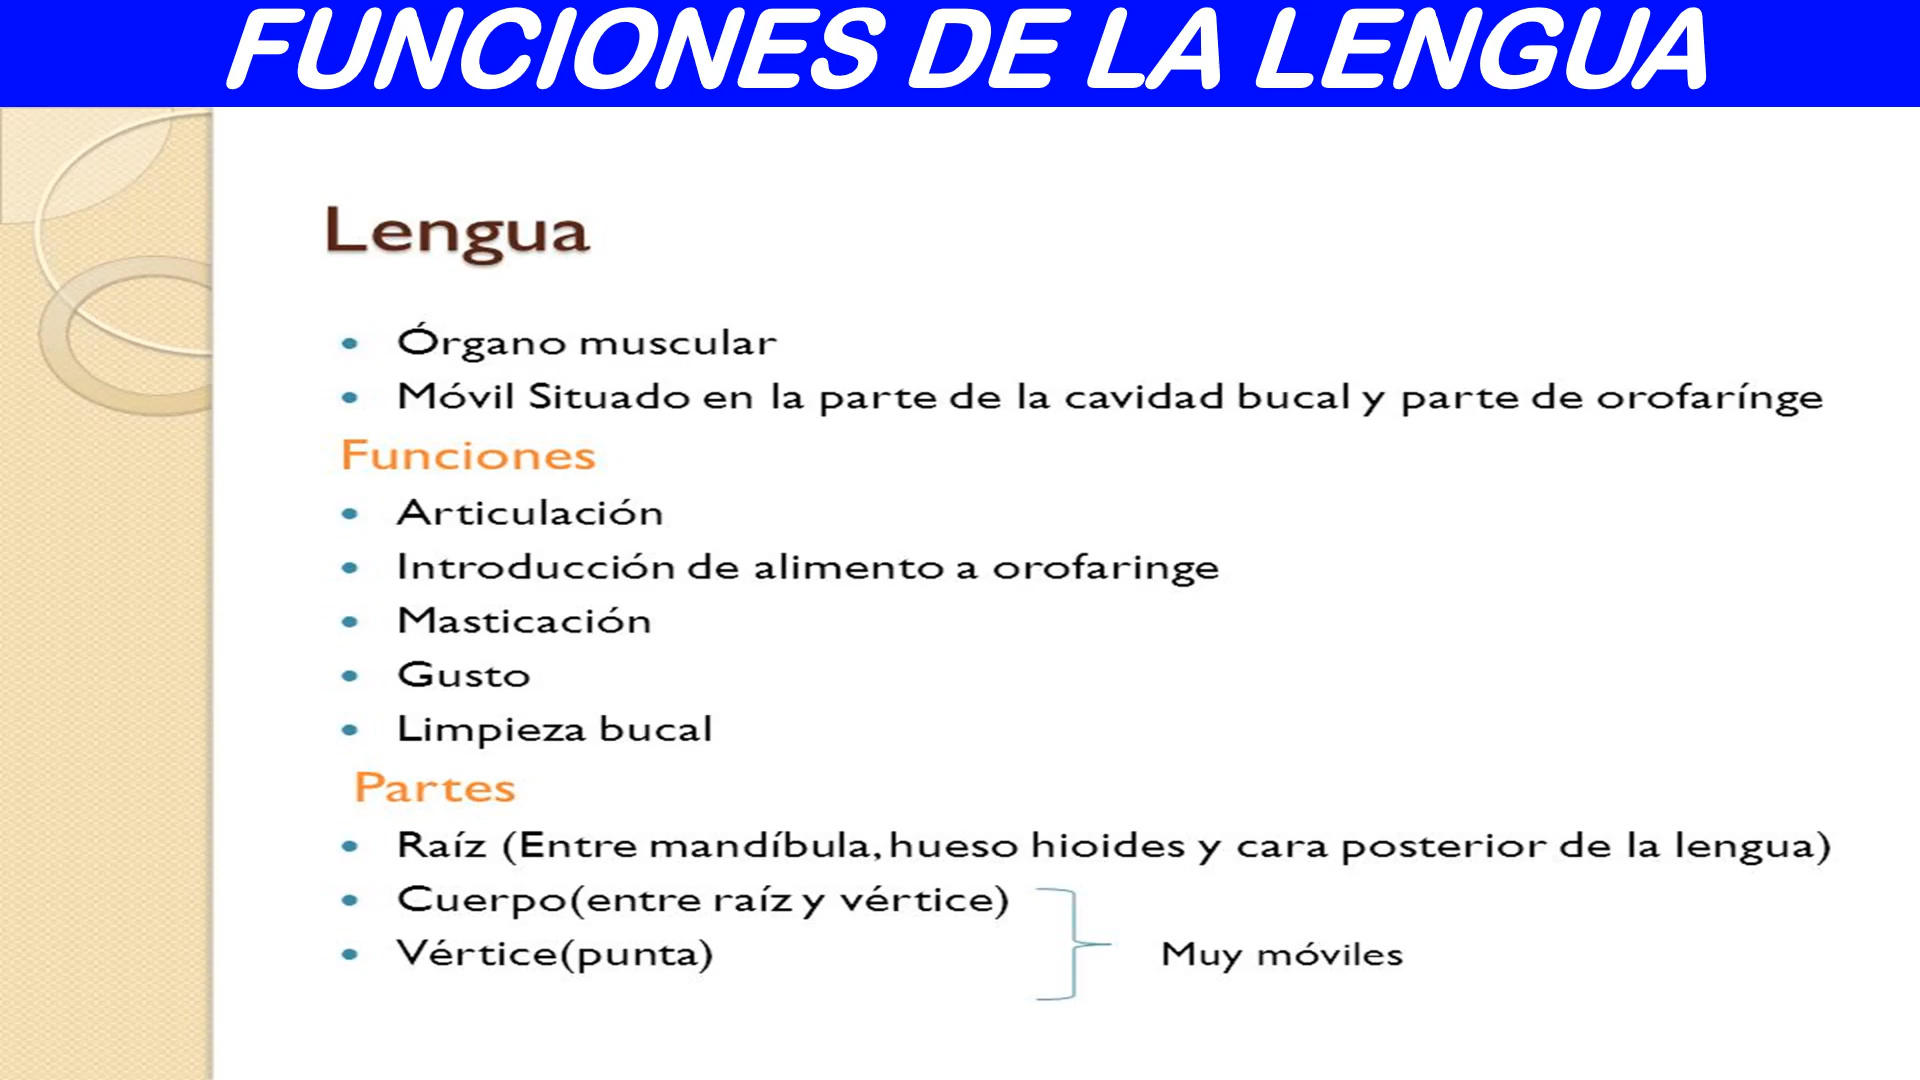 FUNCIONES DE LA LENGUA
Lengua
• Órgano muscular
• Móvil Situado en la parte de la cavidad bucal y parte de orofarínge
Funciones
• Articulación
• Introducción de alimento a orofaringe
• Masticación
• Gusto
• Limpieza bucal
Partes
• Raíz (Entre mandíbula, hueso hioides y cara posterior de la lengua)
• Cuerpo(entre raíz y vértice)
• Vértice(punta)
Muy móviles